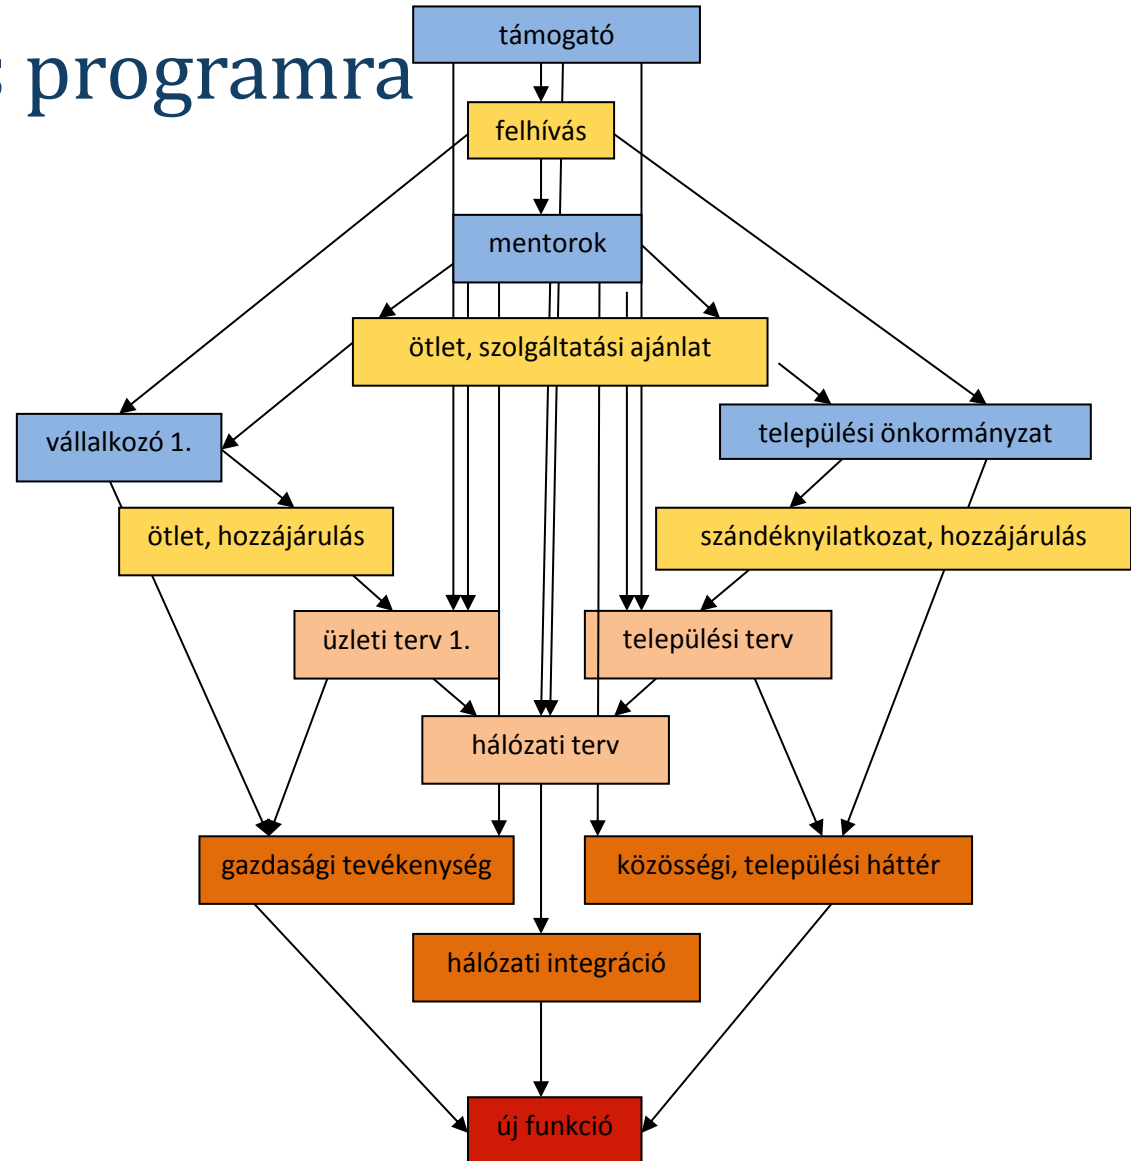 támogató
s programra
felhívás
mentorok
ötlet, szolgáltatási ajánlat
vállalkozó 1.
települési önkormányzat
ötlet, hozzájárulás
szándéknyilatkozat, hozzájárulás
üzleti terv 1.
települési terv
hálózati terv
gazdasági tevékenység
közösségi, települési háttér
hálózati integráció
új funkció